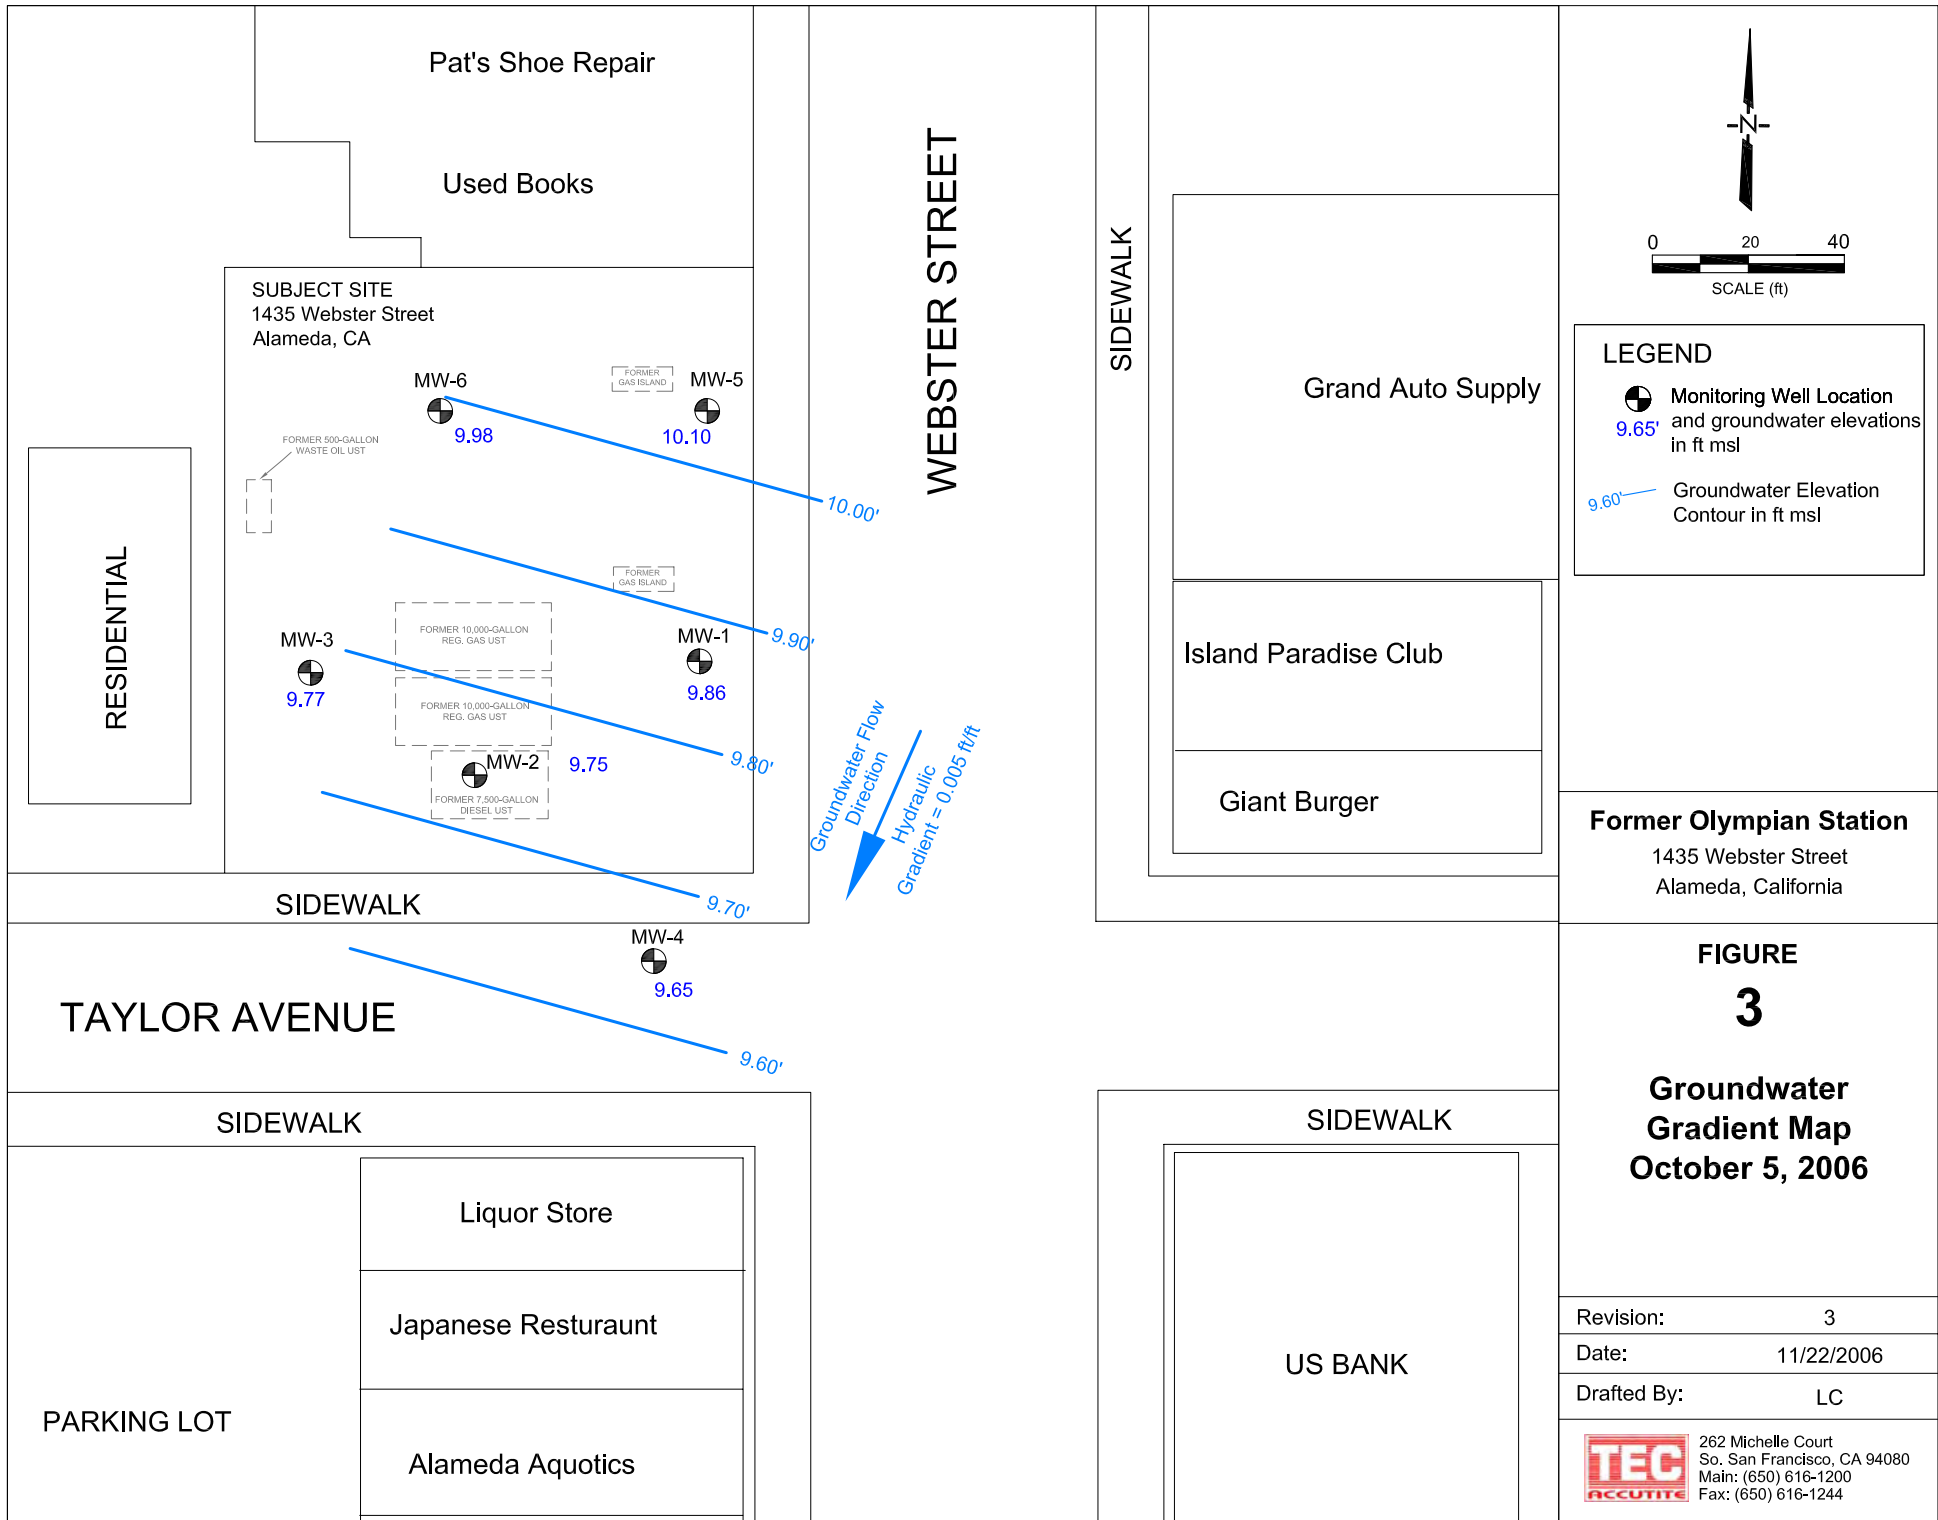 Pat's Shoe Repair
Used Books
WEBSTER STREET
SIDEWALK
SUBJECT SITE
1435 Webster Street
Alameda, CA
MW-6
9.98
FORMER
GAS ISLAND
MW-5
10.10
FORMER 500-GALLON
WASTE OIL UST
10.00'
RESIDENTIAL
FORMER
GAS ISLAND
9.90'
MW-3
9.77
FORMER 10,000-GALLON
REG. GAS UST
MW-1
9.86
FORMER 10,000-GALLON
REG. GAS UST
9.80'
MW-2
9.75
FORMER 7,500-GALLON
DIESEL UST
9.70'
Groundwater Flow
Direction
Hydraulic
Gradient = 0.005 ft/ft
SIDEWALK
MW-4
9.65
TAYLOR AVENUE
9.60'
SIDEWALK
Liquor Store
Japanese Resturaunt
PARKING LOT
Alameda Aquotics
Grand Auto Supply
Island Paradise Club
Giant Burger
SIDEWALK
US BANK
N
0 20 40
SCALE (ft)
LEGEND
Monitoring Well Location
and groundwater elevations
in ft msl
9.65'
9.60'
Groundwater Elevation
Contour in ft msl
Former Olympian Station
1435 Webster Street
Alameda, California
FIGURE
3
Groundwater
Gradient Map
October 5, 2006
Revision: 3
Date: 11/22/2006
Drafted By: LC
TEC
ACCUTITE
262 Michelle Court
So. San Francisco, CA 94080
Main: (650) 616-1200
Fax: (650) 616-1244